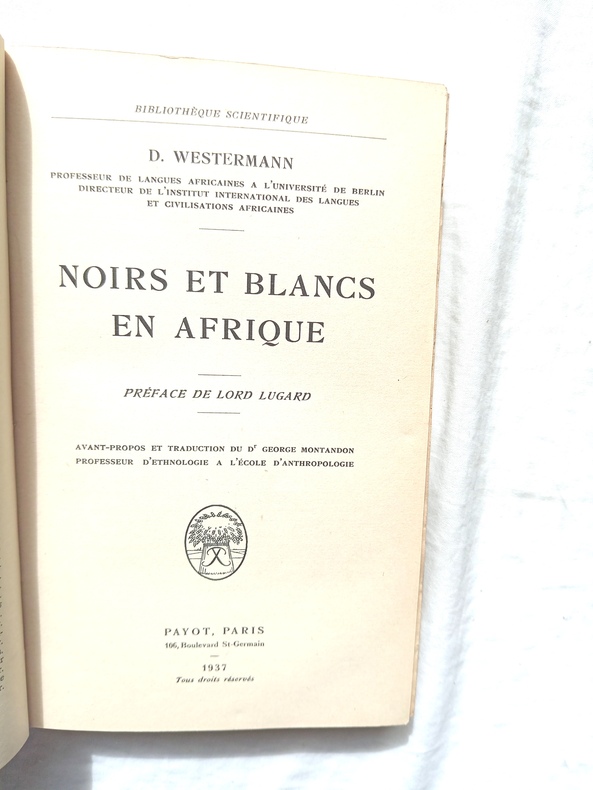 BIBLIOTHÈQUE SCIENTIFIQUE
D. WESTERMANN
PROFESSEUR DE LANGUES AFRICAINES A L'UNIVERSITÉ DE BERLIN
DIRECTEUR DE L'INSTITUT INTERNATIONAL DES LANGUES
ET CIVILISATIONS AFRICAINES
NOIRS ET BLANCS
EN AFRIQUE
PRÉFACE DE LORD LUGARD
AVANT-PROPOS ET TRADUCTION DU Dr GEORGE MONTANDON
PROFESSEUR D'ETHNOLOGIE A L'ÉCOLE D'ANTHROPOLOGIE
PAYOT, PARIS
106, Boulevard St-Germain
1937
Tous droits réservés